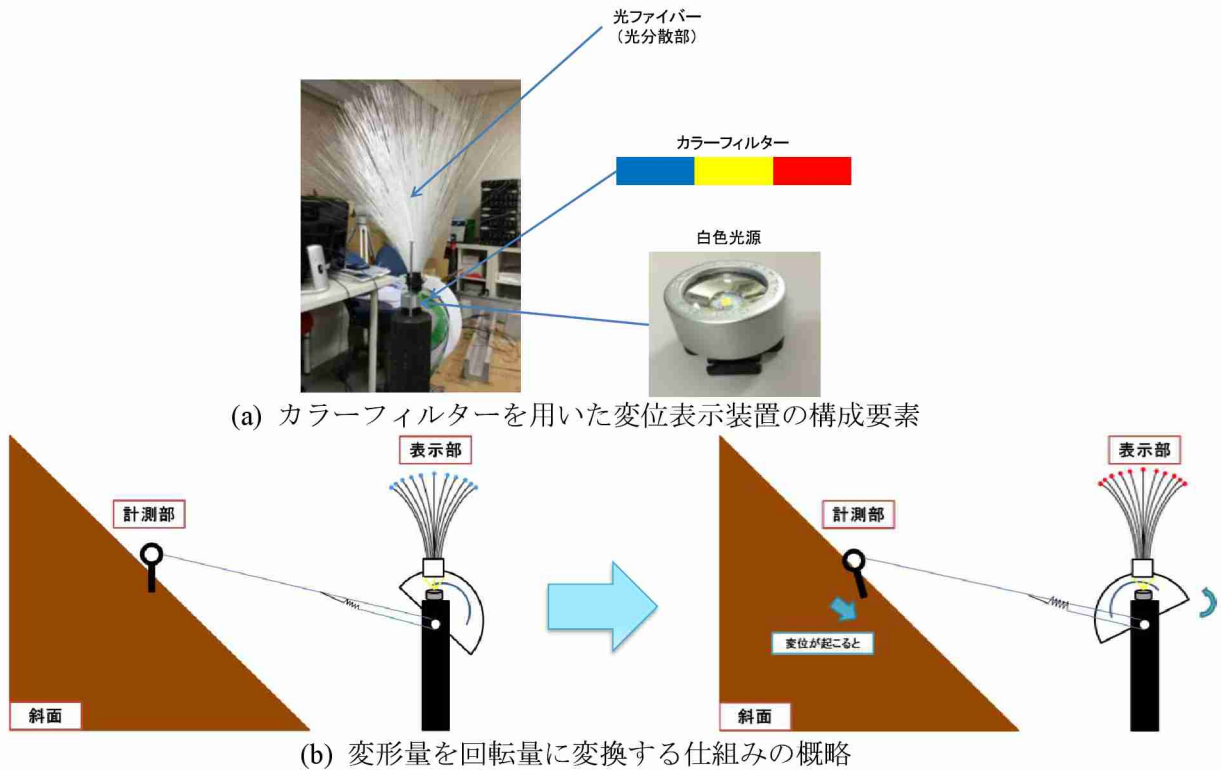 光ファイバー
（光分散部）
カラーフィルター
白色光源
(a) カラーフィルターを用いた変位表示装置の構成要素
表示部
計測部
斜面
表示部
計測部
変位が起こると
斜面
(b) 変形量を回転量に変換する仕組みの概略